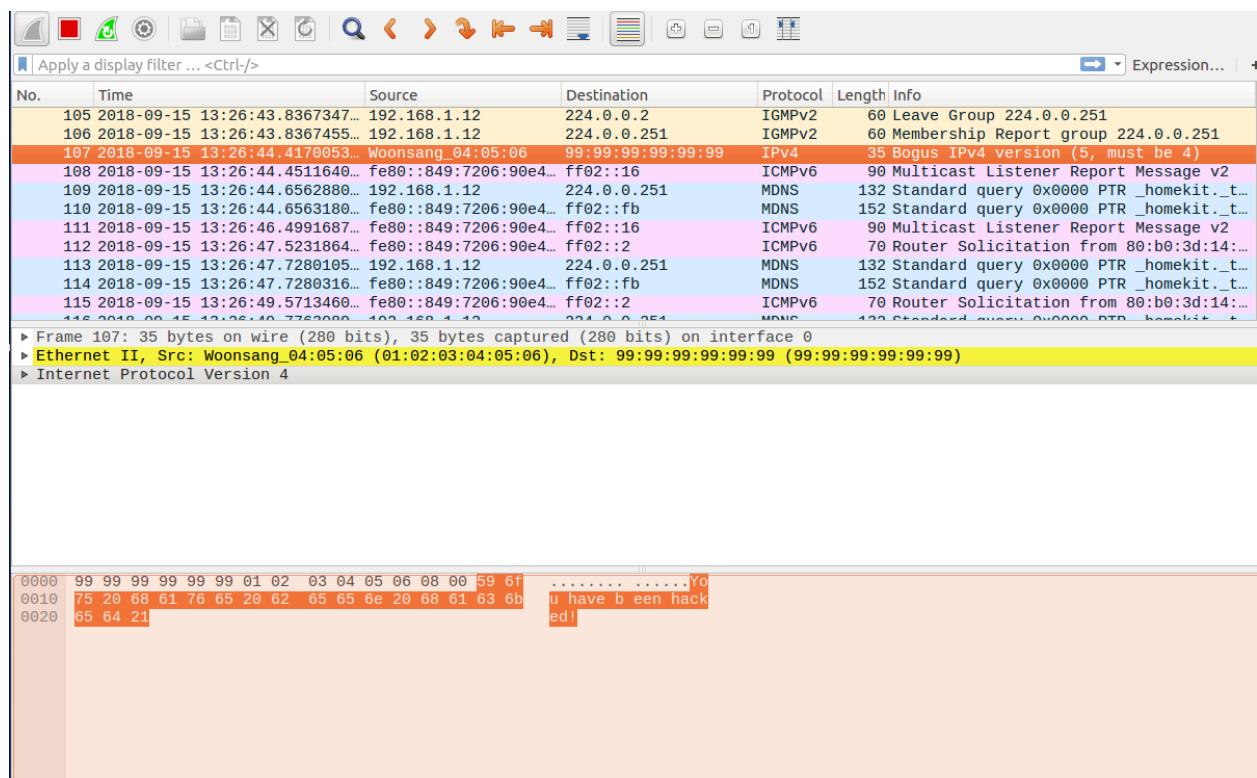 Apply a display filter … <Ctrl-/> Expression… +
No. Time Source Destination Protocol Length Info
105 2018-09-15 13:26:43.8367347… 192.168.1.12 224.0.0.2 IGMPv2 60 Leave Group 224.0.0.251
106 2018-09-15 13:26:43.8367455… 192.168.1.12 224.0.0.251 IGMPv2 60 Membership Report group 224.0.0.251
107 2018-09-15 13:26:44.4170053… Woonsang_04:05:06 99:99:99:99:99:99 IPv4 35 Bogus IPv4 version (5, must be 4)
108 2018-09-15 13:26:44.4511640… fe80::849:7206:90e4… ff02::16 ICMPv6 90 Multicast Listener Report Message v2
109 2018-09-15 13:26:44.6562880… 192.168.1.12 224.0.0.251 MDNS 132 Standard query 0x0000 PTR _homekit._t…
110 2018-09-15 13:26:44.6563180… fe80::849:7206:90e4… ff02::fb MDNS 152 Standard query 0x0000 PTR _homekit._t…
111 2018-09-15 13:26:46.4991687… fe80::849:7206:90e4… ff02::16 ICMPv6 90 Multicast Listener Report Message v2
112 2018-09-15 13:26:47.5231864… fe80::849:7206:90e4… ff02::2 ICMPv6 70 Router Solicitation from 80:b0:3d:14:…
113 2018-09-15 13:26:47.7280105… 192.168.1.12 224.0.0.251 MDNS 132 Standard query 0x0000 PTR _homekit._t…
114 2018-09-15 13:26:47.7280316… fe80::849:7206:90e4… ff02::fb MDNS 152 Standard query 0x0000 PTR _homekit._t…
115 2018-09-15 13:26:49.5713460… fe80::849:7206:90e4… ff02::2 ICMPv6 70 Router Solicitation from 80:b0:3d:14:…
Frame 107: 35 bytes on wire (280 bits), 35 bytes captured (280 bits) on interface 0
Ethernet II, Src: Woonsang_04:05:06 (01:02:03:04:05:06), Dst: 99:99:99:99:99:99 (99:99:99:99:99:99)
Internet Protocol Version 4
0000 99 99 99 99 99 99 01 02 03 04 05 06 08 00 59 6f ........ ......Yo
0010 75 20 68 61 76 65 20 62 65 65 6e 20 68 61 63 6b u have b een hack
0020 65 64 21 ed!